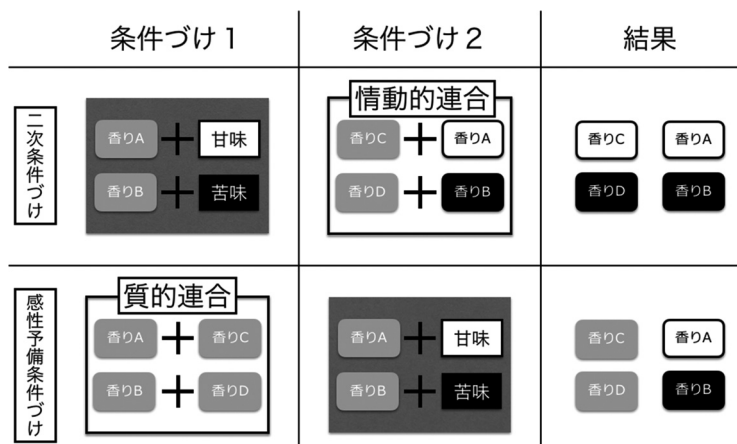 条件づけ１ 条件づけ２ 結果
二次条件づけ
香りA + 甘味
香りB + 苦味
情動的連合
香りC + 香りA
香りD + 香りB
香りC 香りA
香りD 香りB
感性予備条件づけ
質的連合
香りA + 香りC
香りB + 香りD
香りA + 甘味
香りB + 苦味
香りC 香りA
香りD 香りB